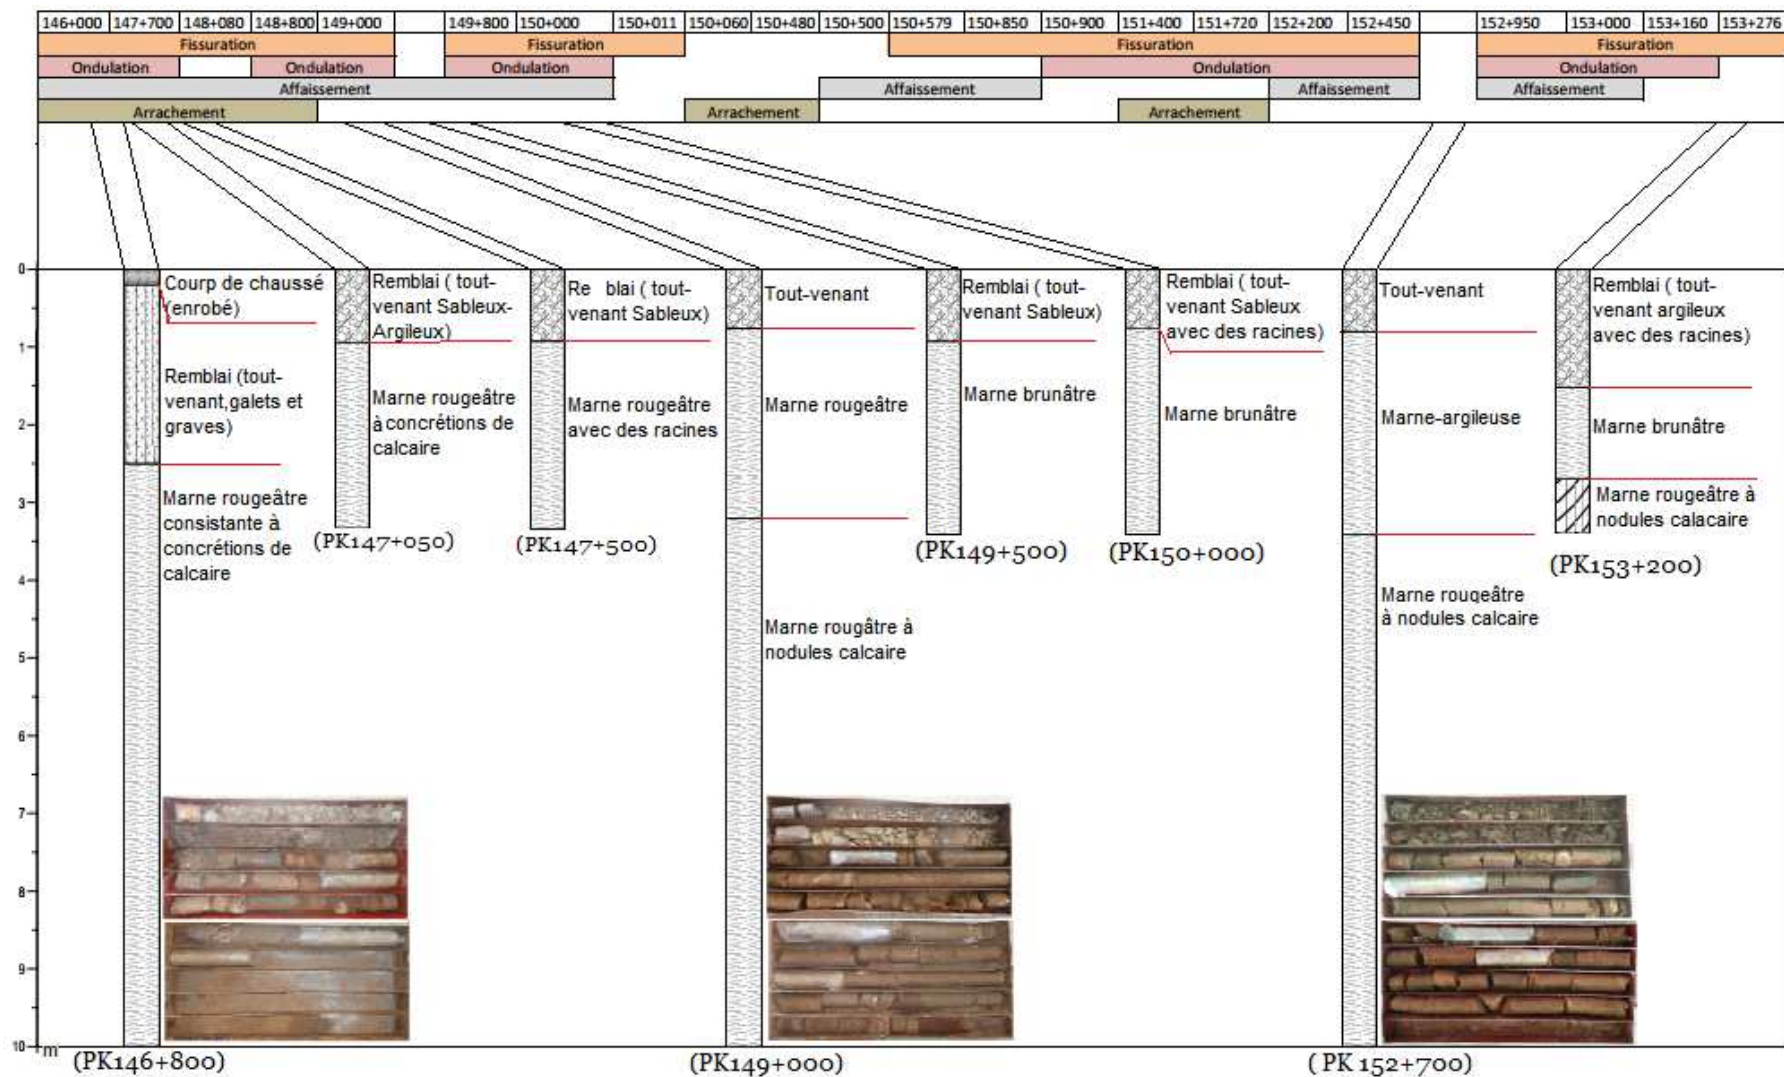 146+000 147+700 148+080 148+800 149+000 149+800 150+000 150+011 150+060 150+480 150+500 150+579 150+850 150+900 151+400 151+720 152+200 152+450 152+950 153+000 153+160 153+276
Fissuration Fissuration Fissuration Fissuration
Ondulation Ondulation Ondulation Ondulation Ondulation
Affaissement Affaissement Affaissement Affaissement
Arrachement Arrachement Arrachement
0
1
2
3
4
5
6
7
8
9
10
m
Courp de chaussé
(enrobé)
Remblai (tout-
venant,galets et
graves)
Marne rougeâtre
consistante à
concrétions de
calcaire
(PK146+800)
Remblai ( tout-
venant Sableux-
Argileux)
Marne rougeâtre
à concrétions de
calcaire
(PK147+050)
Re blai ( tout-
venant Sableux)
Marne rougeâtre
avec des racines
(PK147+500)
Tout-venant
Marne rougeâtre
Marne rougâtre à
nodules calcaire
(PK149+000)
Remblai ( tout-
venant Sableux)
Marne brunâtre
(PK149+500)
Remblai ( tout-
venant Sableux
avec des racines)
Marne brunâtre
(PK150+000)
Tout-venant
Marne-argileuse
Marne rougeâtre
à nodules calcaire
( PK 152+700)
Remblai ( tout-
venant argileux
avec des racines)
Marne brunâtre
Marne rougeâtre à
nodules calacaire
(PK153+200)